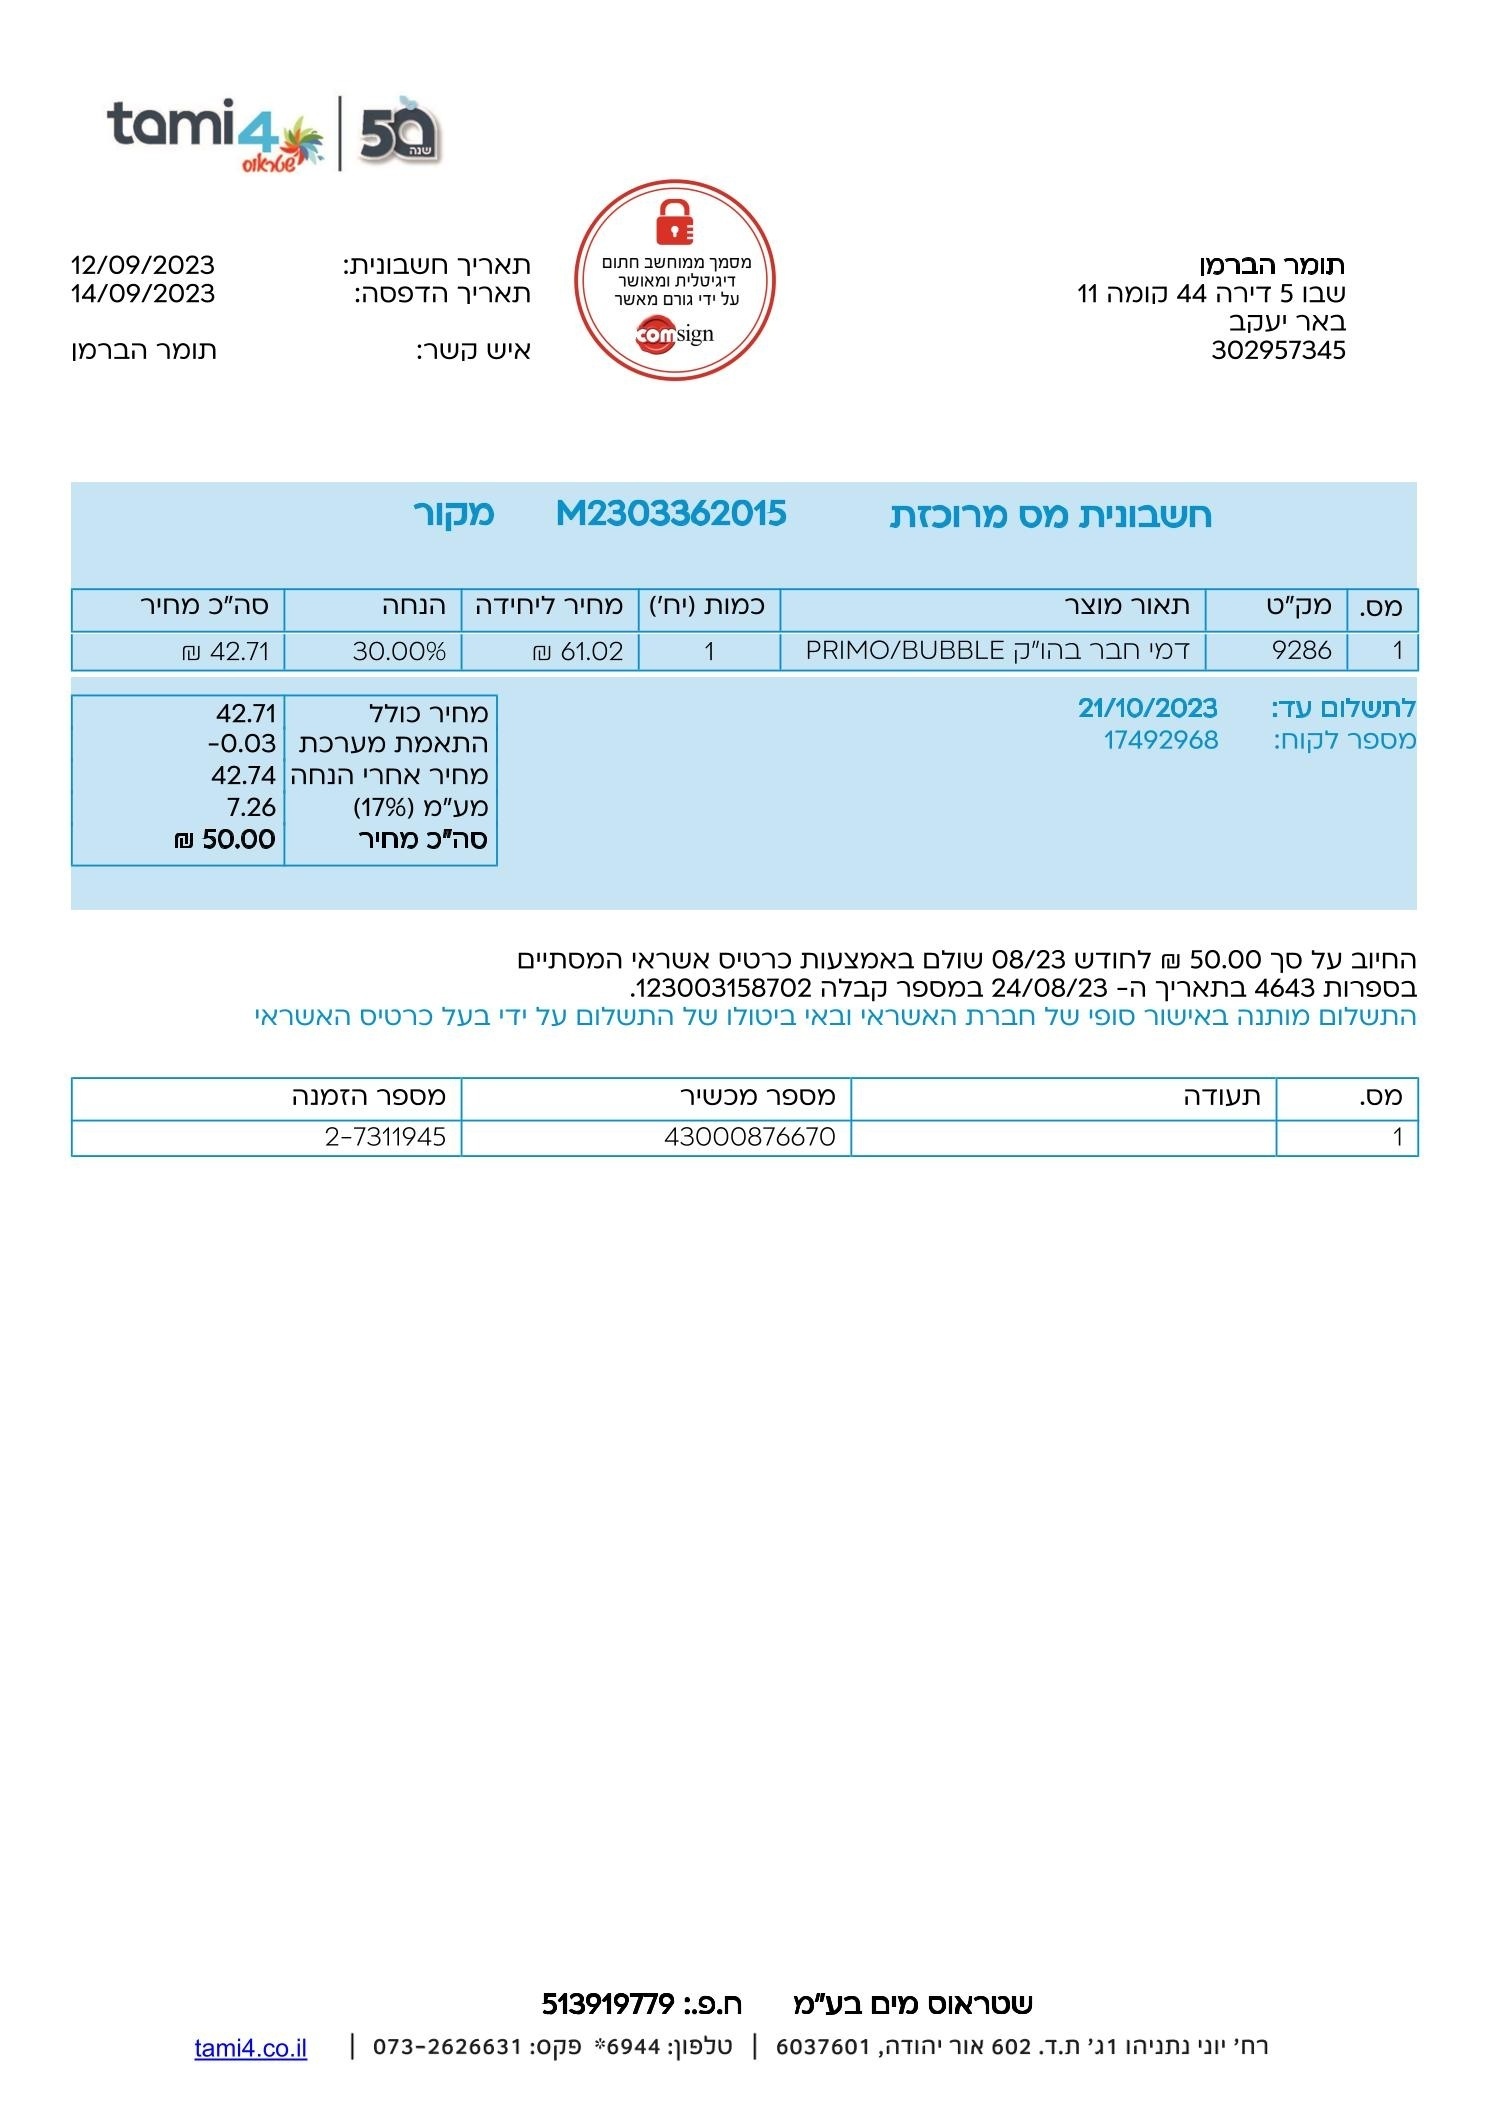 tami4
שטראוס
50
שנה
מסמך ממוחשב חתום
דיגיטלית ומאושר
על ידי גורם מאשר
comsign
תומר הברמן
שבו 5 דירה 44 קומה 11
באר יעקב
302957345
תאריך חשבונית: 12/09/2023
תאריך הדפסה: 14/09/2023
איש קשר: תומר הברמן
חשבונית מס מרוכזת M2303362015 מקור
מס. מק"ט תאור מוצר כמות (יח') מחיר ליחידה הנחה סה"כ מחיר
1 9286 דמי חבר בהו"ק PRIMO/BUBBLE 1 61.02 ₪ 30.00% 42.71 ₪
לתשלום עד: 21/10/2023
מספר לקוח: 17492968
מחיר כולל 42.71
התאמת מערכת -0.03
מחיר אחרי הנחה 42.74
מע"מ (17%) 7.26
סה"כ מחיר 50.00 ₪
החיוב על סך 50.00 ₪ לחודש 08/23 שולם באמצעות כרטיס אשראי המסתיים
בספרות 4643 בתאריך ה- 24/08/23 במספר קבלה 123003158702.
התשלום מותנה באישור סופי של חברת האשראי ובאי ביטולו של התשלום על ידי בעל כרטיס האשראי
מס. תעודה מספר מכשיר מספר הזמנה
1 43000876670 2-7311945
שטראוס מים בע"מ ח.פ.: 513919779
רח' יוני נתניהו 1ג' ת.ד. 602 אור יהודה, 6037601 | טלפון: 6944* פקס: 073-2626631 | tami4.co.il